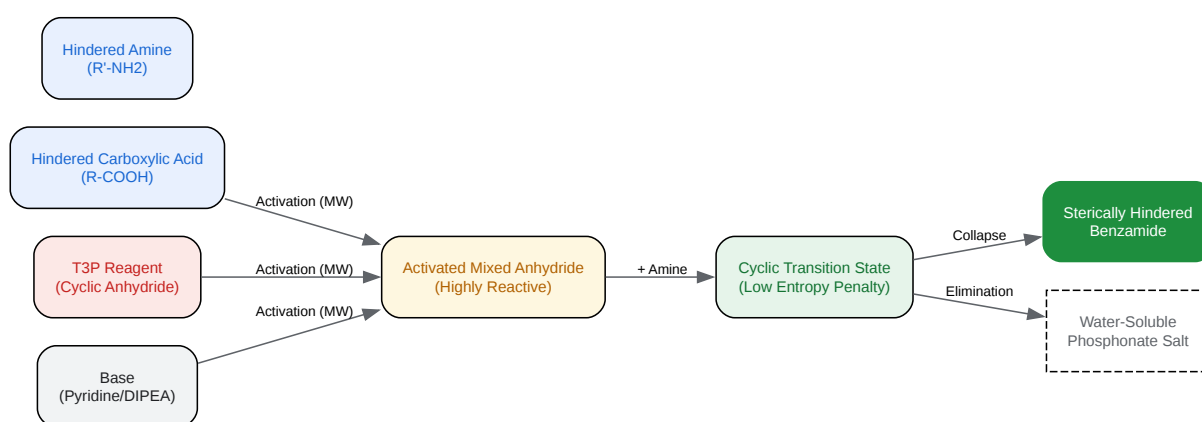 Hindered Amine
(R'-NH2)
Hindered Carboxylic Acid
(R-COOH)
T3P Reagent
(Cyclic Anhydride)
Base
(Pyridine/DIPEA)
Activation (MW)
Activation (MW)
Activation (MW)
Activated Mixed Anhydride
(Highly Reactive)
+ Amine
Cyclic Transition State
(Low Entropy Penalty)
Collapse
Elimination
Sterically Hindered
Benzamide
Water-Soluble
Phosphonate Salt